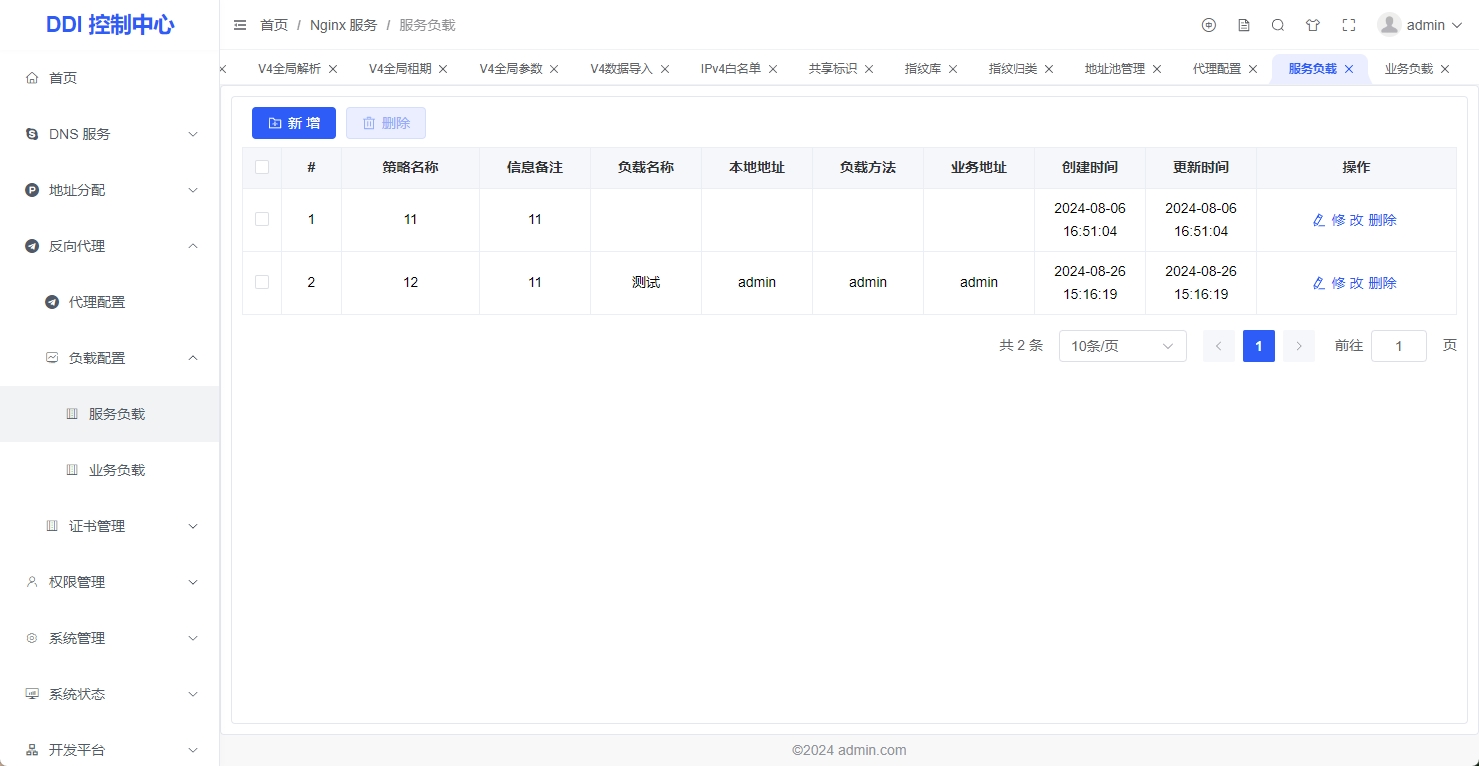 DDI 控制中心
首页
DNS 服务
地址分配
反向代理
代理配置
负载配置
服务负载
业务负载
证书管理
权限管理
系统管理
系统状态
开发平台
首页 / Nginx 服务 / 服务负载
admin
V4全局解析 V4全局租期 V4全局参数 V4数据导入 IPv4白名单 共享标识 指纹库 指纹归类 地址池管理 代理配置 服务负载 业务负载
新 增 删除
# 策略名称 信息备注 负载名称 本地地址 负载方法 业务地址 创建时间 更新时间 操作
1 11 11 2024-08-06 16:51:04 2024-08-06 16:51:04 修 改 删除
2 12 11 测试 admin admin admin 2024-08-26 15:16:19 2024-08-26 15:16:19 修 改 删除
共 2 条 10条/页 1 前往 1 页
©2024 admin.com